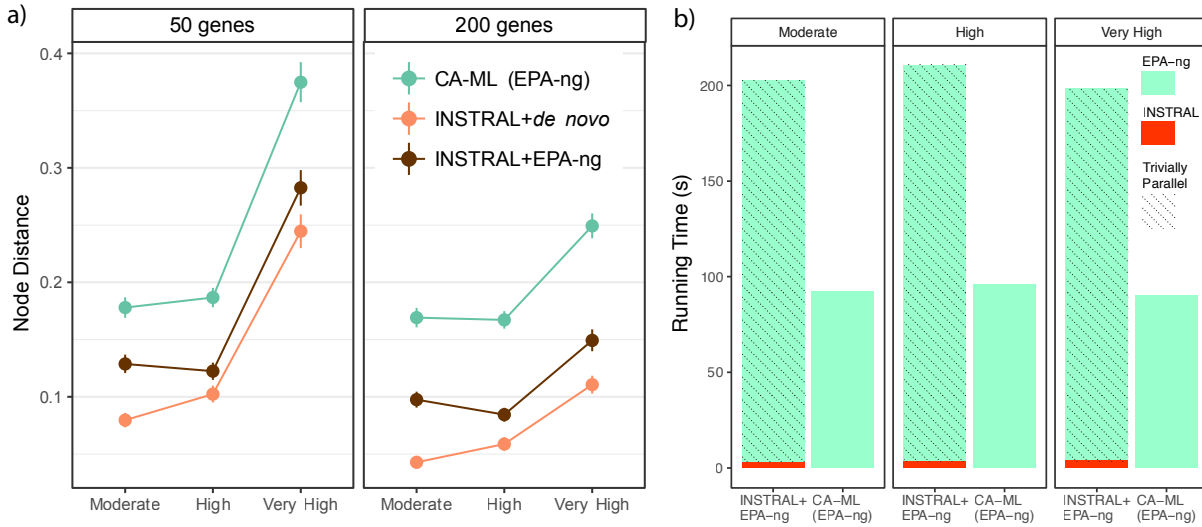 a)
50 genes
200 genes
Node Distance
0.4
0.3
0.2
0.1
CA-ML (EPA-ng)
INSTRAL+de novo
INSTRAL+EPA-ng
Moderate
High
Very High
Moderate
High
Very High
b)
Moderate
High
Very High
Running Time (s)
200
150
100
50
0
EPA-ng
INSTRAL
Trivially
Parallel
INSTRAL+
EPA-ng
CA-ML
(EPA-ng)
INSTRAL+
EPA-ng
CA-ML
(EPA-ng)
INSTRAL+
EPA-ng
CA-ML
(EPA-ng)